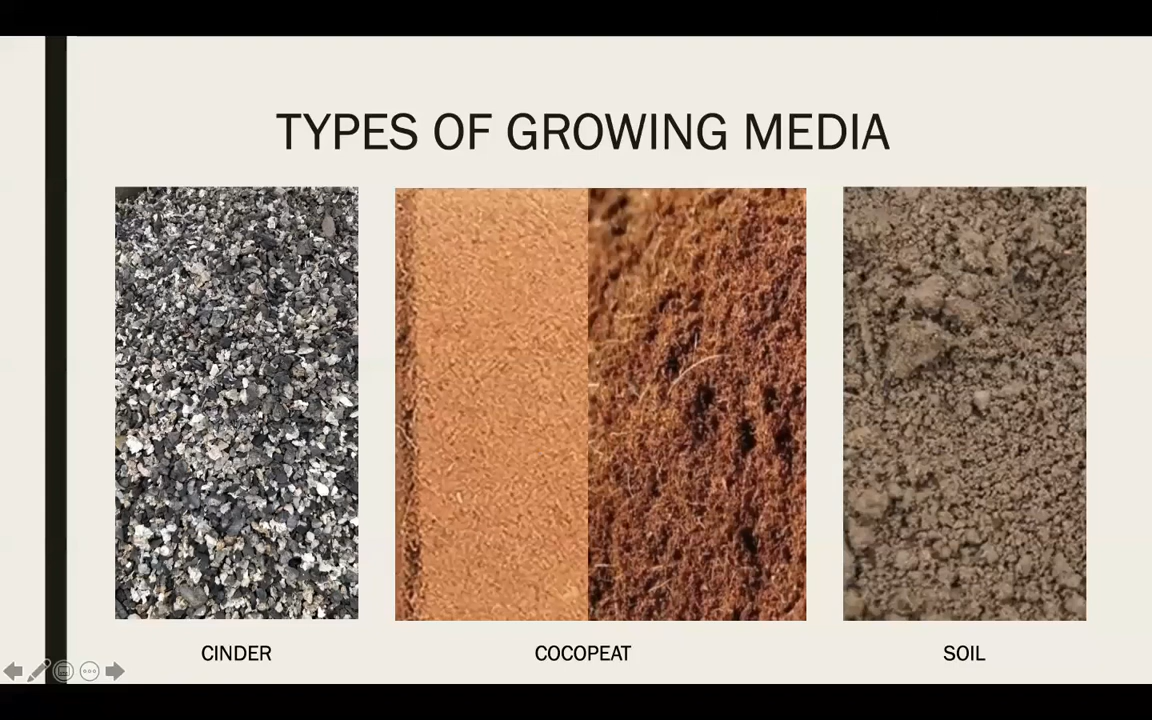 TYPES OF GROWING MEDIA
CINDER
COCOPEAT
SOIL